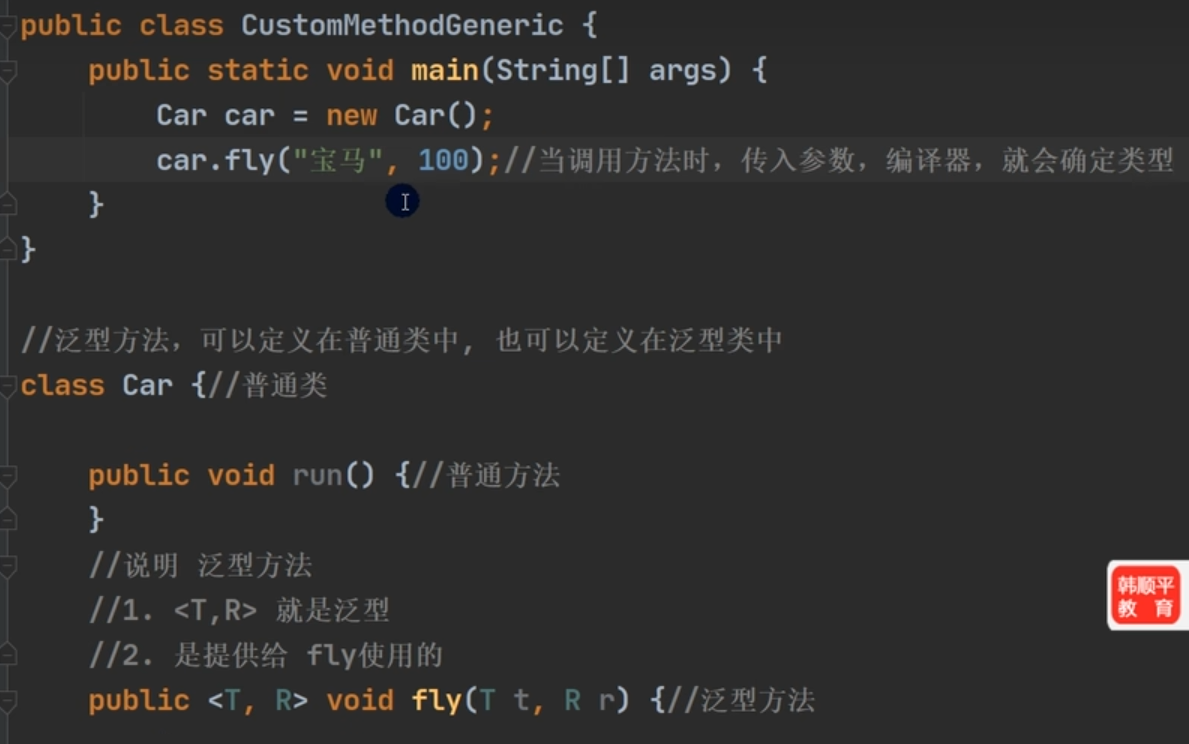 public class CustomMethodGeneric {
public static void main(String[] args) {
Car car = new Car();
car.fly("宝马", 100);//当调用方法时，传入参数，编译器，就会确定类型
}
}
//泛型方法，可以定义在普通类中, 也可以定义在泛型类中
class Car {//普通类
public void run() {//普通方法
}
//说明 泛型方法
//1. <T,R> 就是泛型
//2. 是提供给 fly使用的
public <T, R> void fly(T t, R r) {//泛型方法
韩顺平
教 育